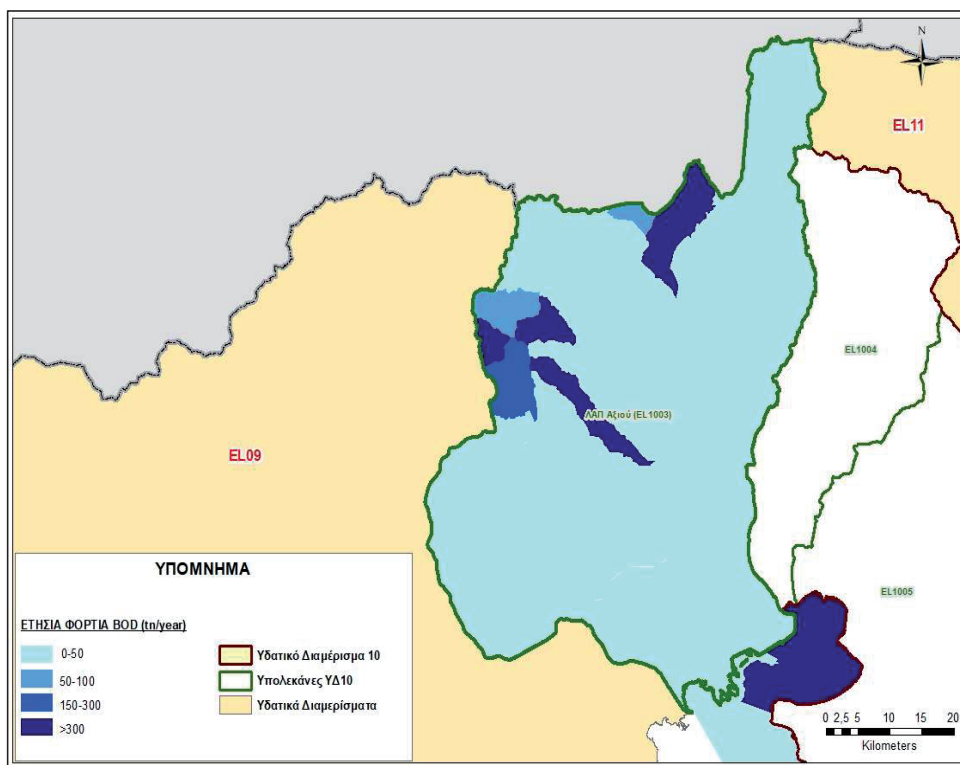 N
EL11
EL1004
ΛΑΠ Αξιού (EL1003)
EL09
EL1005
ΥΠΟΜΝΗΜΑ
ΕΤΗΣΙΑ ΦΟΡΤΙΑ BOD (tn/year)
0-50
50-100
150-300
>300
Υδατικό Διαμέρισμα 10
Υπολεκάνες ΥΔ10
Υδατικά Διαμερίσματα
0 2,5 5 10 15 20
Kilometers